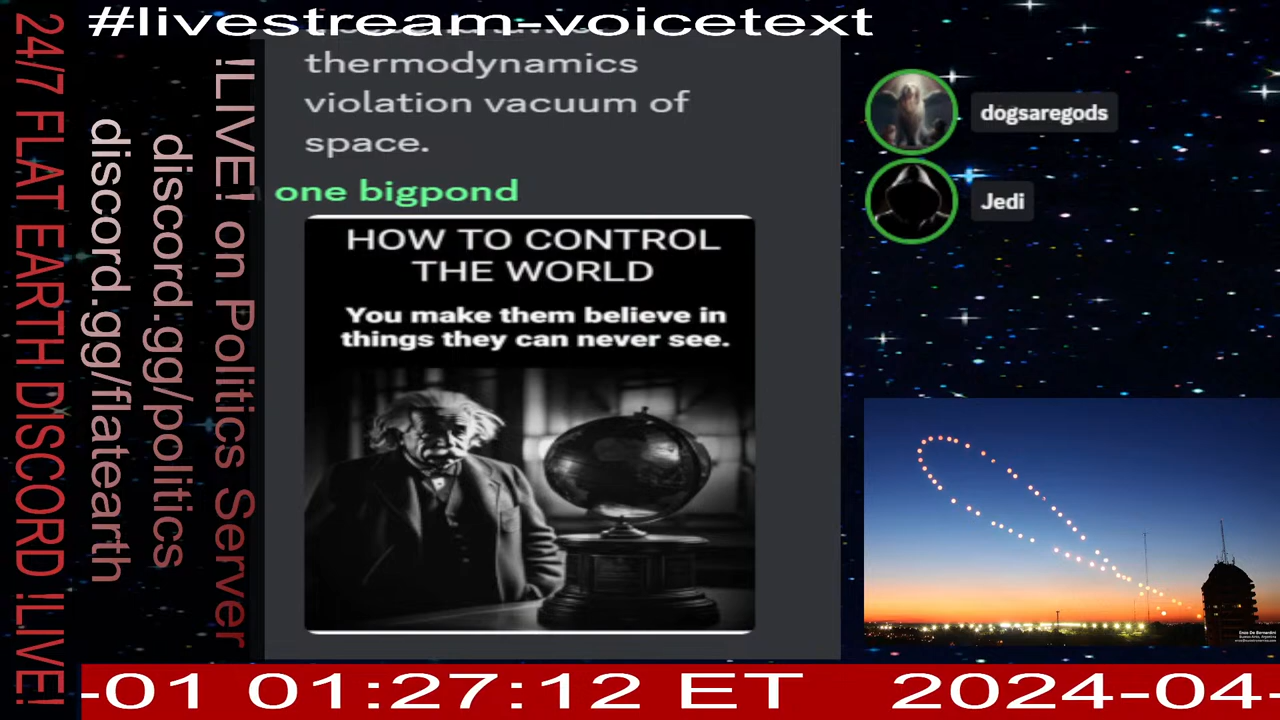 #livestream-voicetext
24/7 FLAT EARTH DISCORD !LIVE!
discord.gg/flatearth
discord.gg/politics
!LIVE! on Politics Server
thermodynamics
violation vacuum of
space.
one bigpond
HOW TO CONTROL
THE WORLD
You make them believe in
things they can never see.
dogsaregods
Jedi
-01 01:27:12 ET 2024-04-